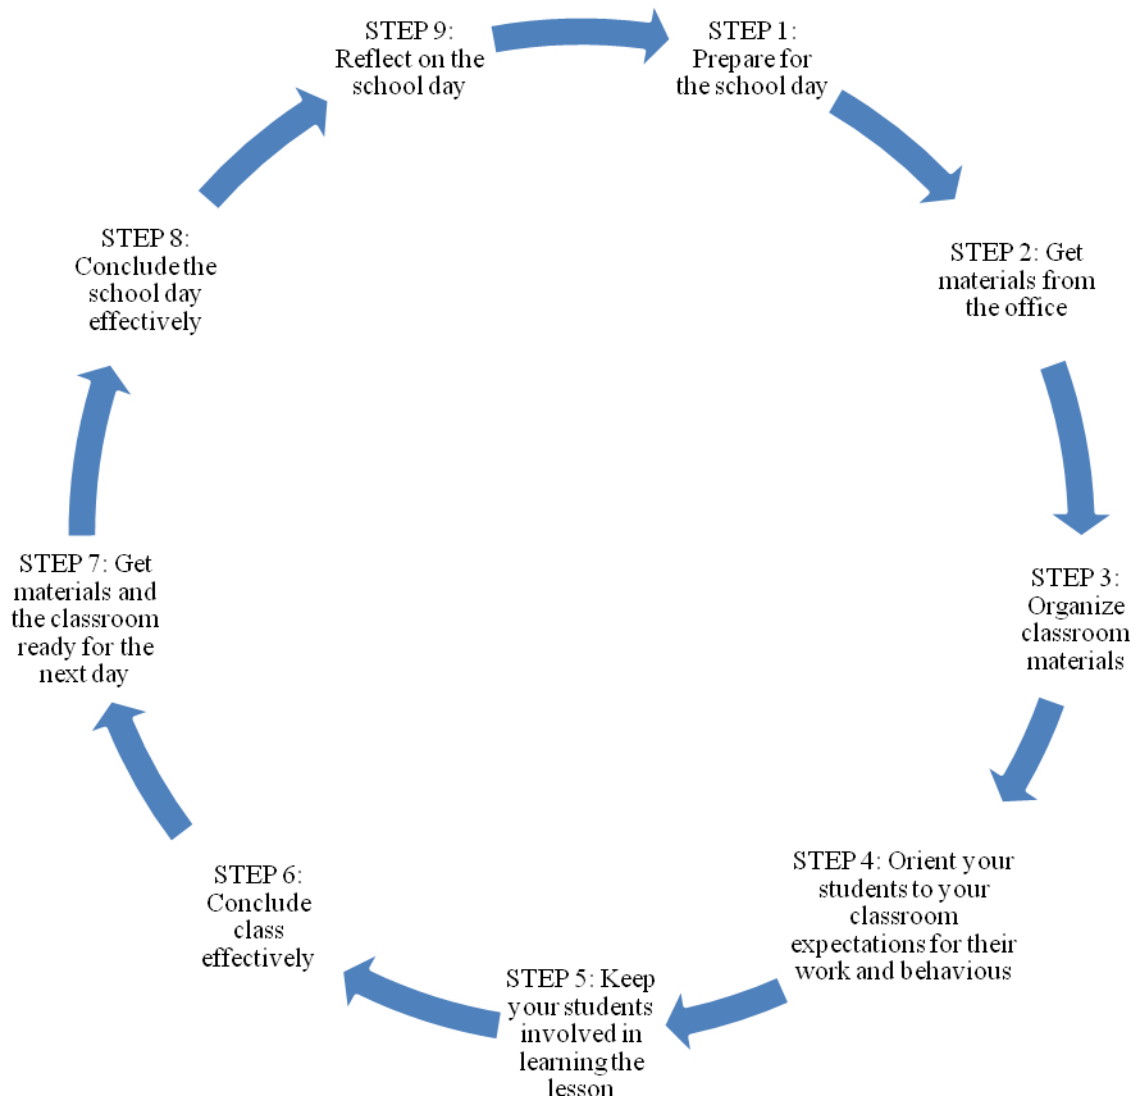 STEP 1:
Prepare for
the school day
STEP 2: Get
materials from
the office
STEP 3:
Organize
classroom
materials
STEP 4: Orient your
students to your
classroom
expectations for their
work and behavious
STEP 5: Keep
your students
involved in
learning the
lesson
STEP 6:
Conclude
class
effectively
STEP 7: Get
materials and
the classroom
ready for the
next day
STEP 8:
Conclude the
school day
effectively
STEP 9:
Reflect on the
school day